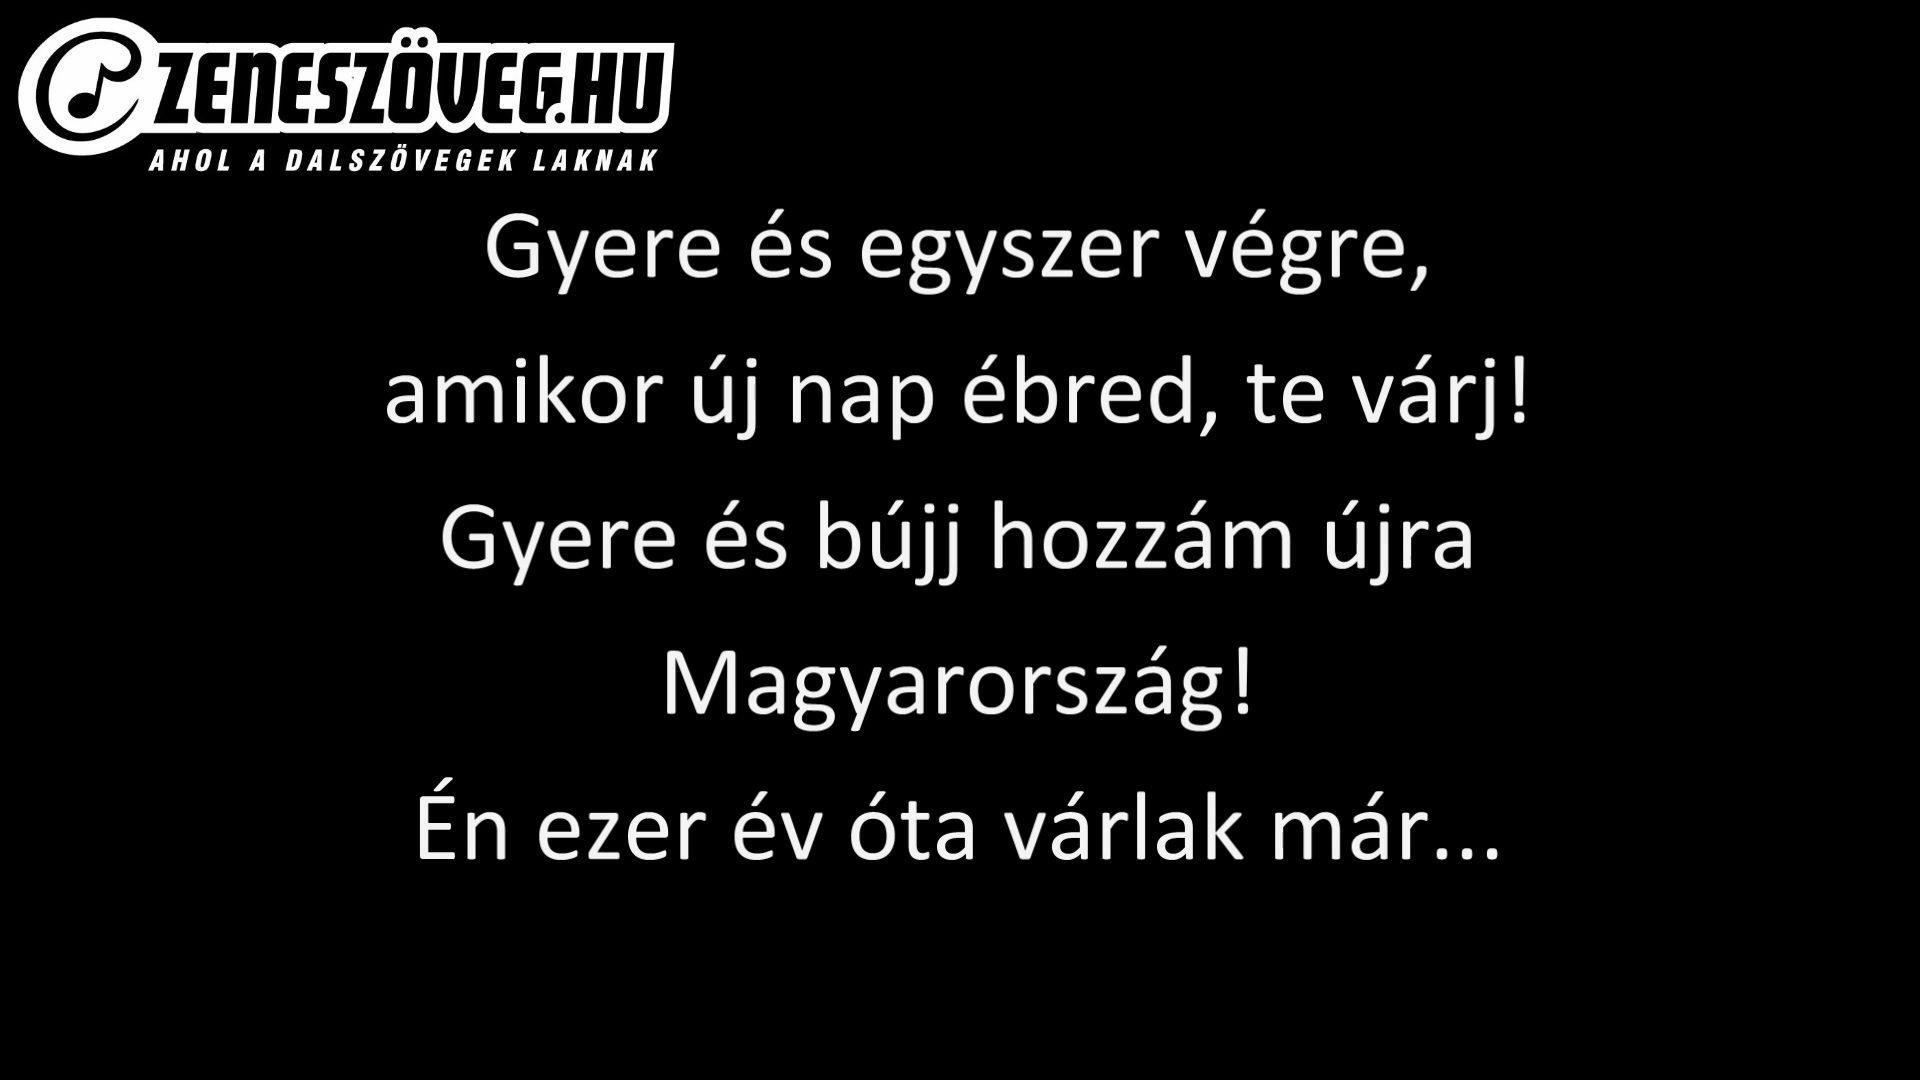 ZENESZÖVEG.HU
AHOL A DALSZÖVEGEK LAKNAK
Gyere és egyszer végre,
amikor új nap ébred, te várj!
Gyere és bújj hozzám újra
Magyarország!
Én ezer év óta várlak már...